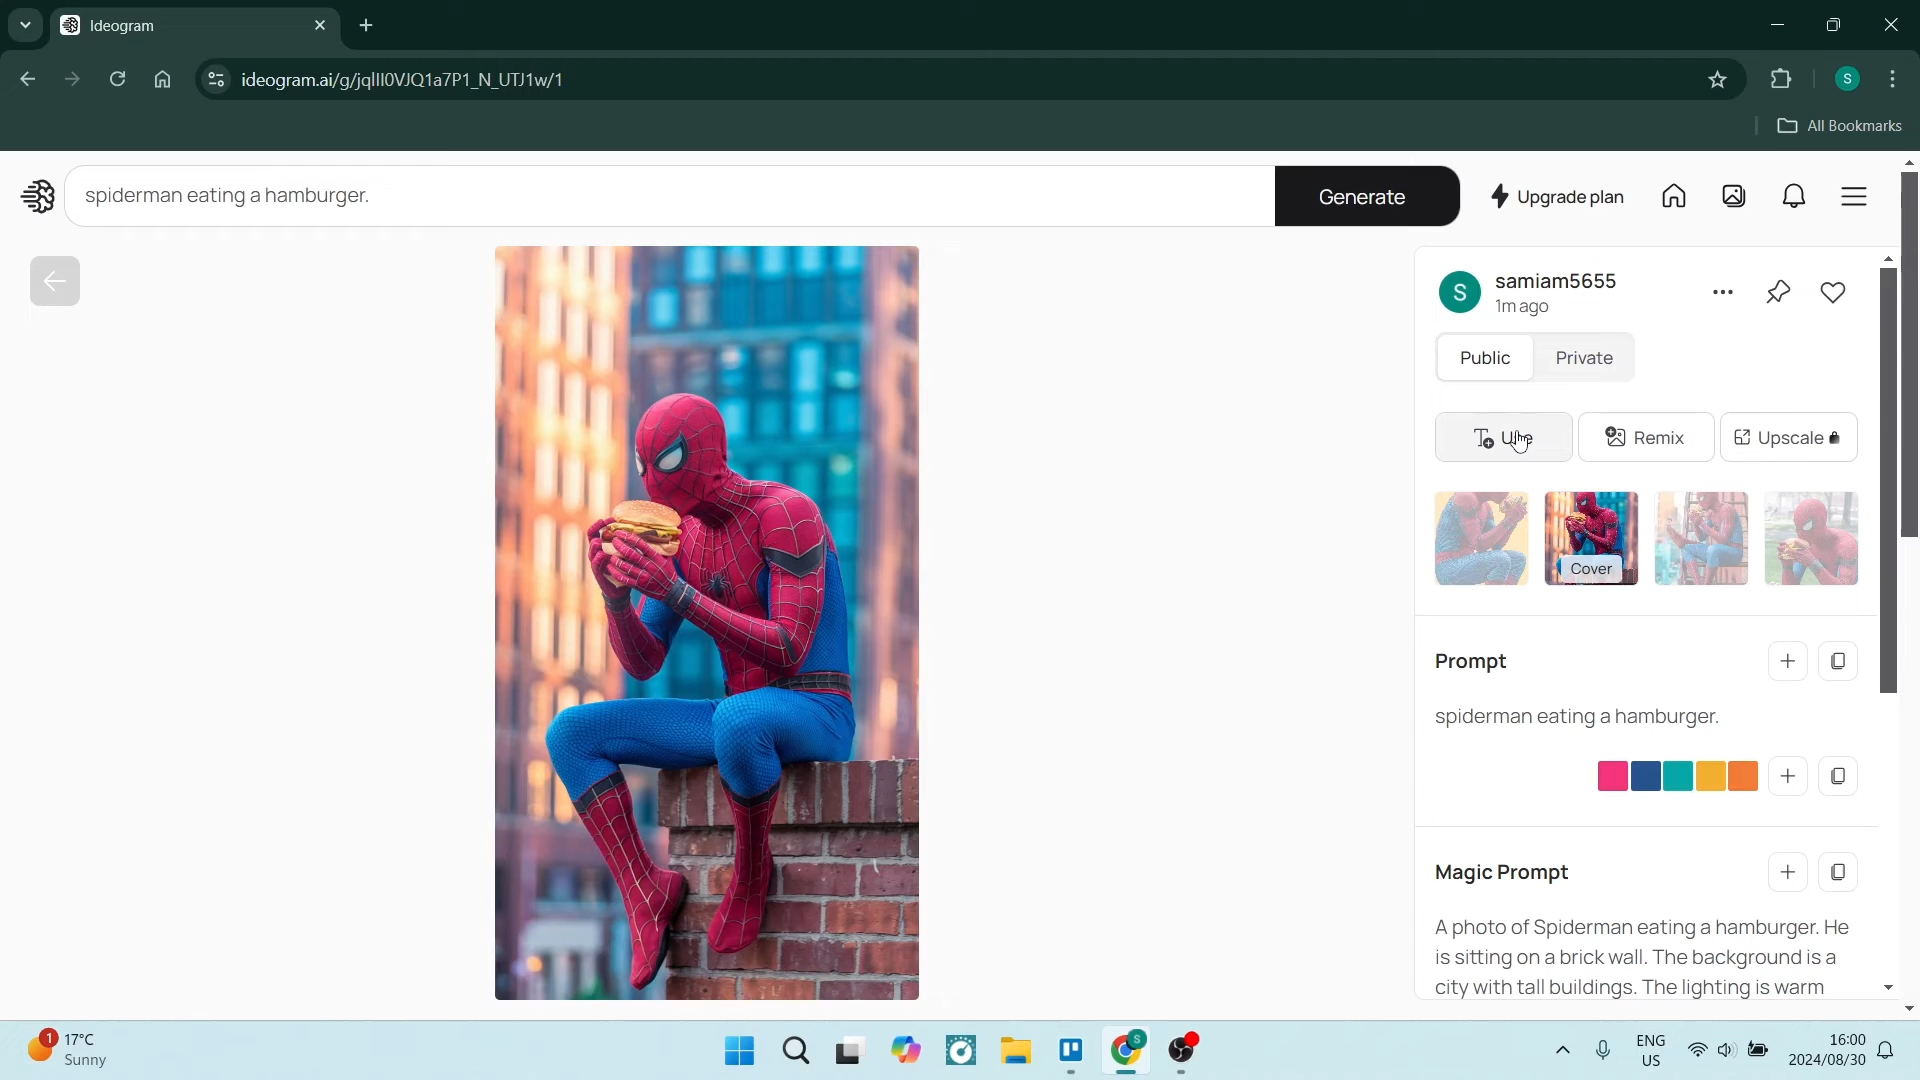 Ideogram
ideogram.ai/g/jqlII0VJQ1a7P1_N_UTJ1w/1
S
All Bookmarks
spiderman eating a hamburger.
Generate
Upgrade plan
S
samiam5655
1m ago
Public
Private
Remix
Upscale
Cover
Prompt
spiderman eating a hamburger.
Magic Prompt
A photo of Spiderman eating a hamburger. He
is sitting on a brick wall. The background is a
city with tall buildings. The lighting is warm
1
17°C
Sunny
S
ENG
US
16:00
2024/08/30